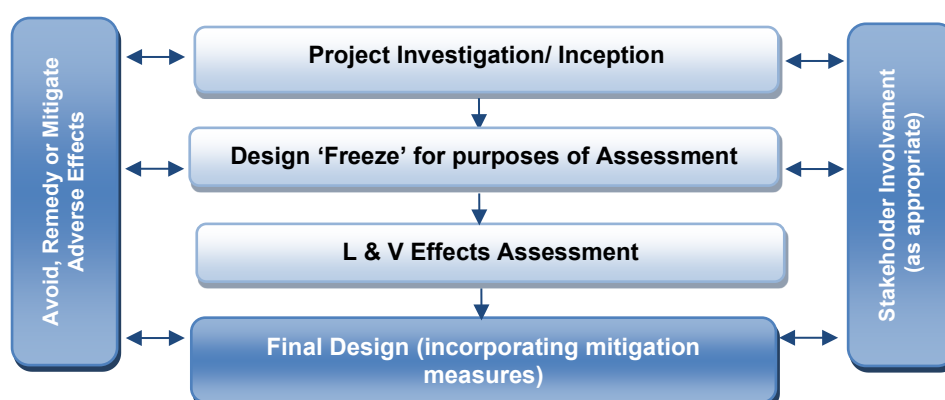 Avoid, Remedy or Mitigate
Adverse Effects
Project Investigation/ Inception
Design ‘Freeze’ for purposes of Assessment
L & V Effects Assessment
Final Design (incorporating mitigation
measures)
Stakeholder Involvement
(as appropriate)